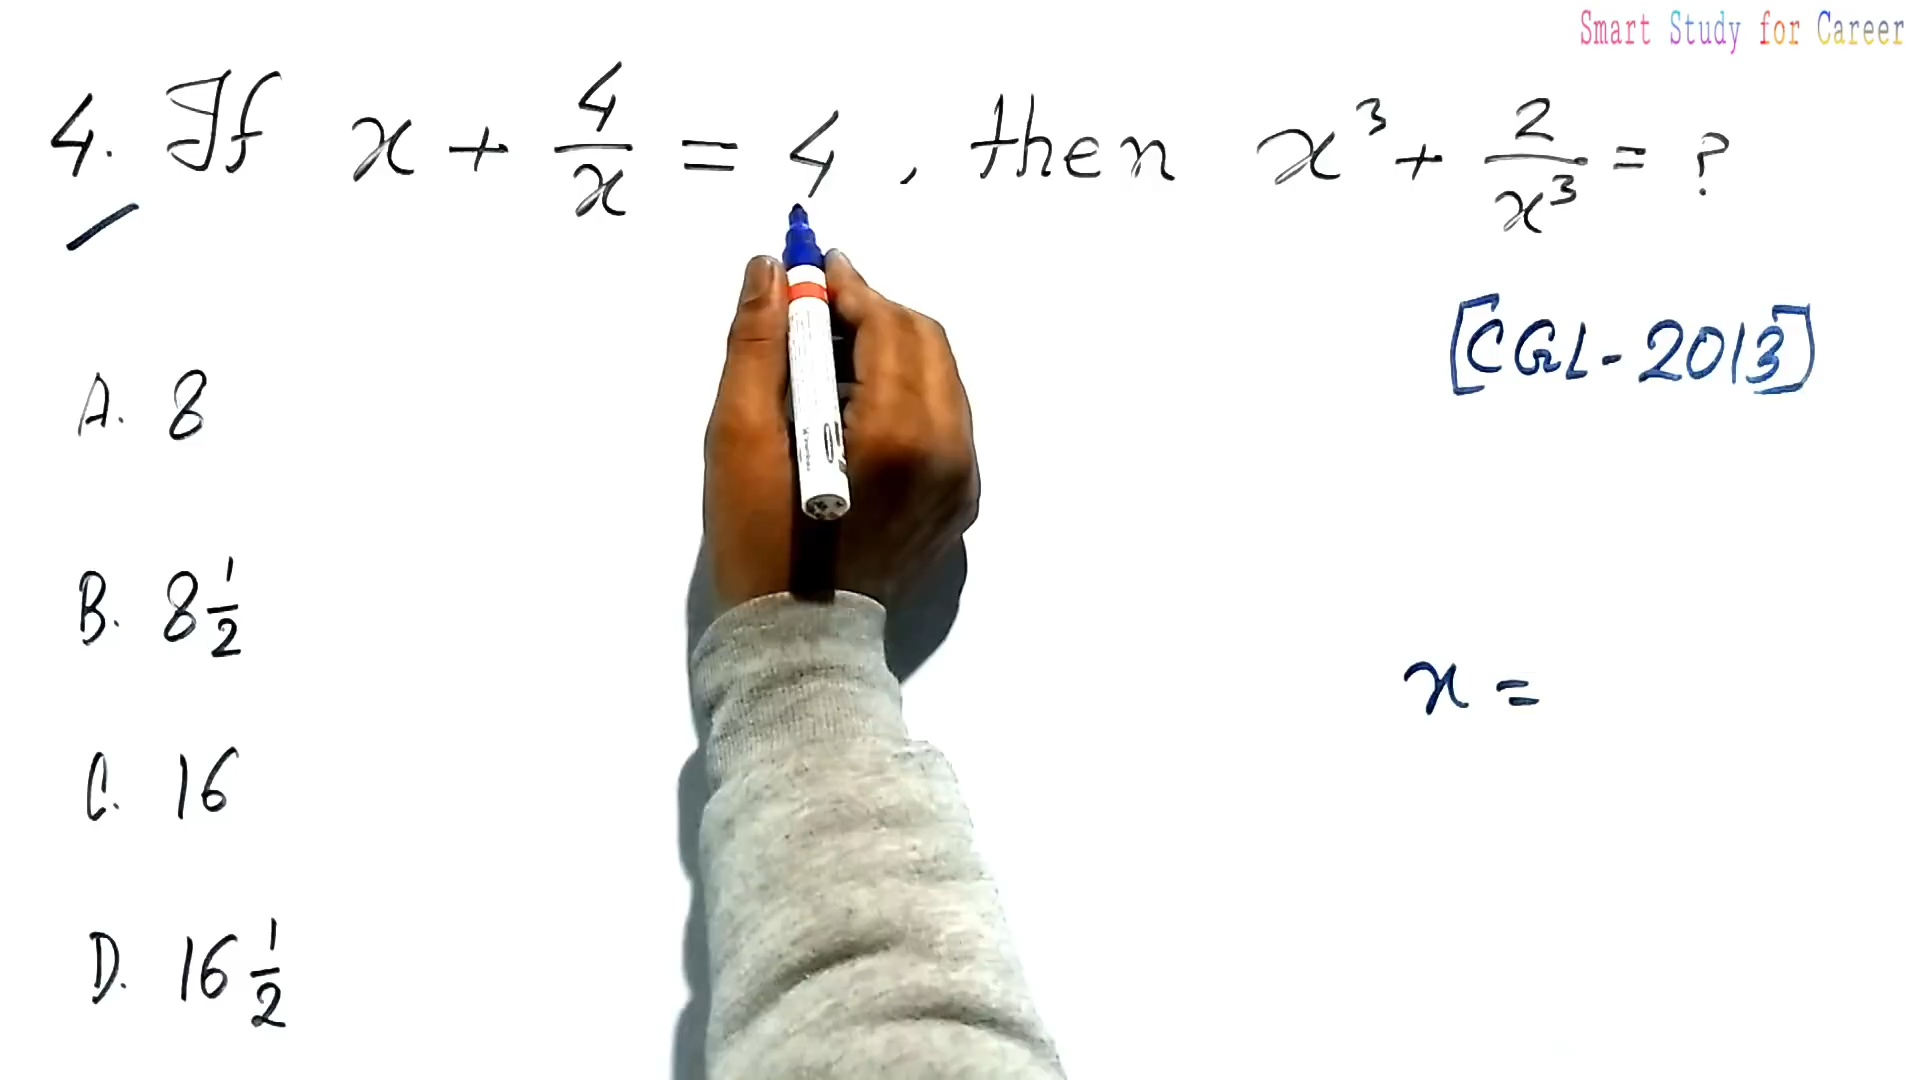 Smart Study for Career
4. If x + 4/x = 4, then x³ + 2/x³ = ?
[CGL-2013]
A. 8
B. 8 1/2
x =
C. 16
D. 16 1/2